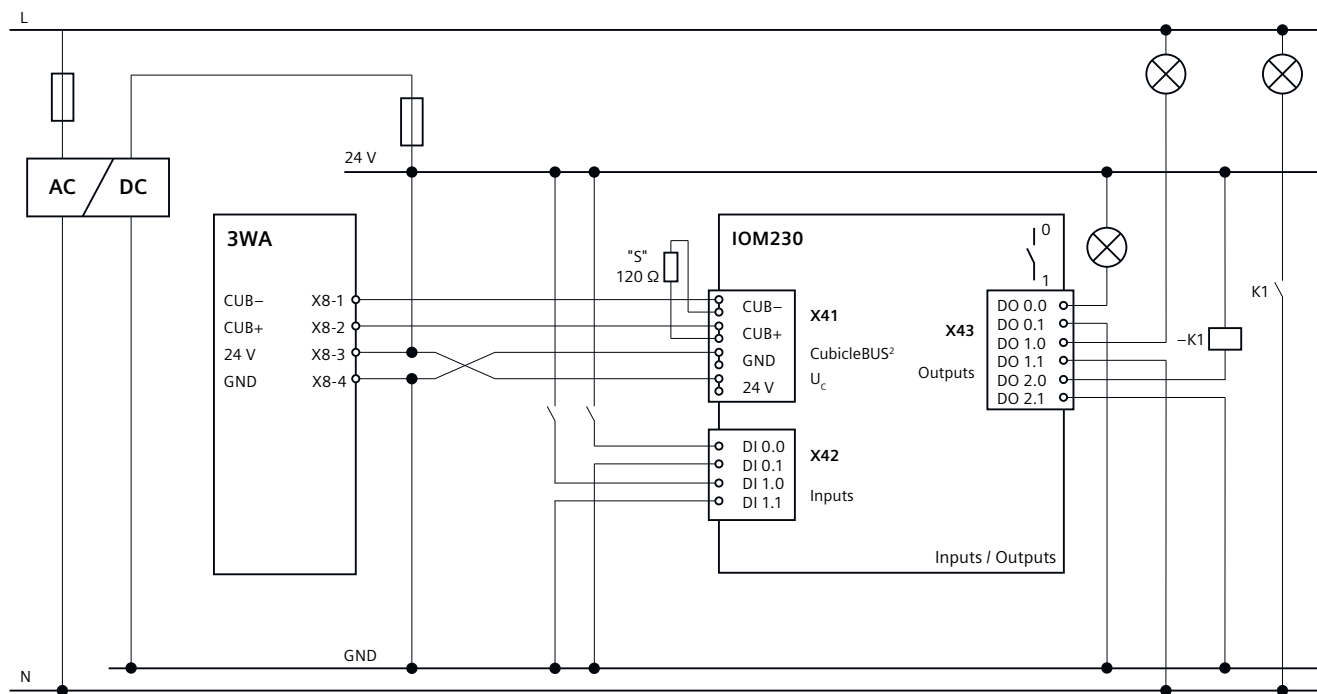 L
24 V
AC
DC
3WA
CUB− X8-1
CUB+ X8-2
24 V X8-3
GND X8-4
"S"
120 Ω
IOM230
0
1
CUB−
CUB+
GND
24 V
X41
CubicleBUS²
Uc
X43
Outputs
DO 0.0
DO 0.1
DO 1.0
DO 1.1
DO 2.0
DO 2.1
−K1
K1
DI 0.0
DI 0.1
DI 1.0
DI 1.1
X42
Inputs
Inputs / Outputs
GND
N